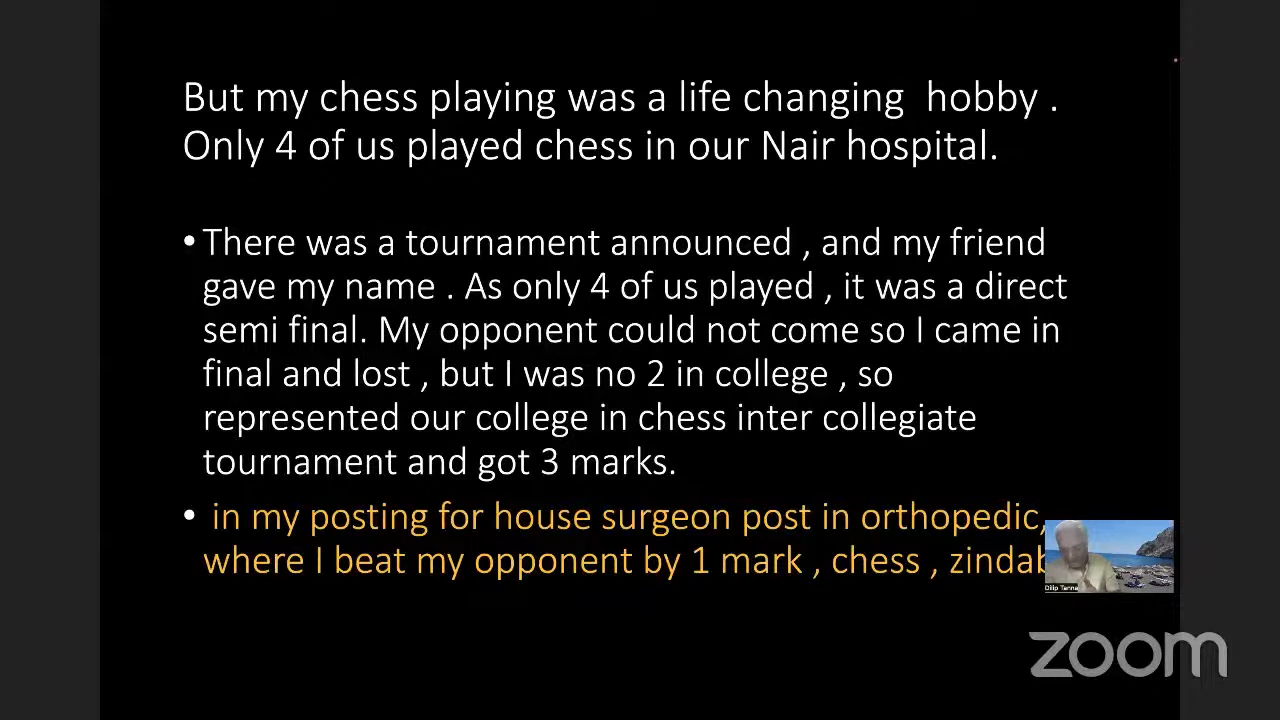 But my chess playing was a life changing hobby .
Only 4 of us played chess in our Nair hospital.
• There was a tournament announced , and my friend
gave my name . As only 4 of us played , it was a direct
semi final. My opponent could not come so I came in
final and lost , but I was no 2 in college , so
represented our college in chess inter collegiate
tournament and got 3 marks.
• in my posting for house surgeon post in orthopedic,
where I beat my opponent by 1 mark , chess , zindab
Dilip Tanna
zoom